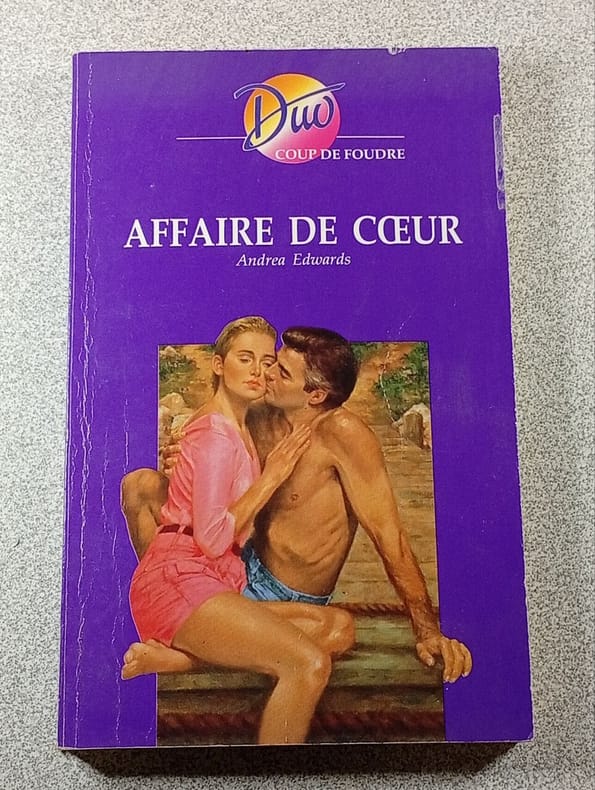 Duo
COUP DE FOUDRE
AFFAIRE DE CŒUR
Andrea Edwards